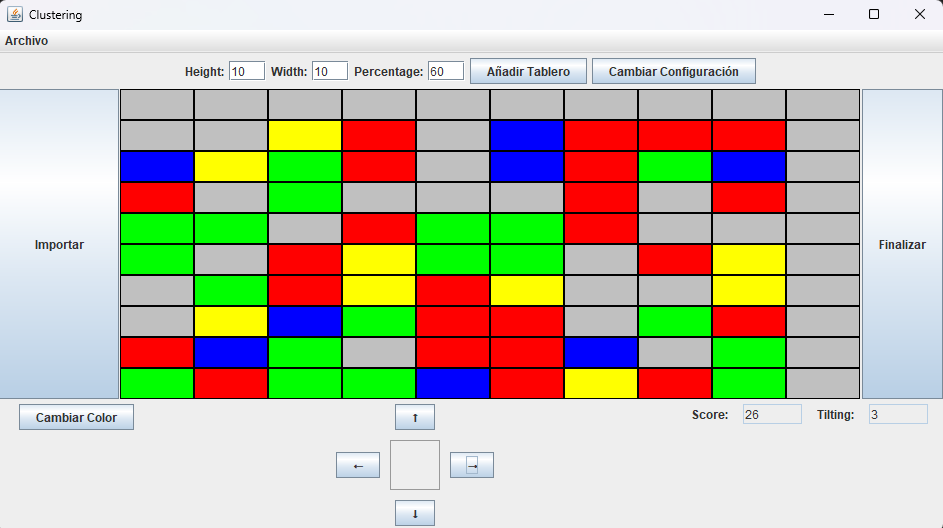 Clustering
Archivo
Height: 10 Width: 10 Percentage: 60 Añadir Tablero Cambiar Configuración
Importar
Finalizar
Cambiar Color
↑
Score: 26 Tilting: 3
← →
↓